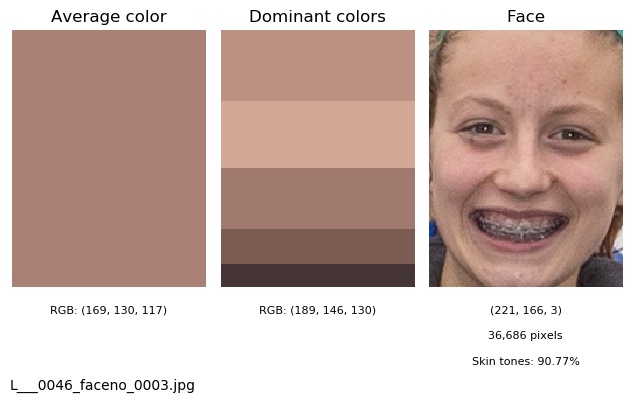 Average color
Dominant colors
Face
RGB: (169, 130, 117)
RGB: (189, 146, 130)
(221, 166, 3)
36,686 pixels
Skin tones: 90.77%
L___0046_faceno_0003.jpg